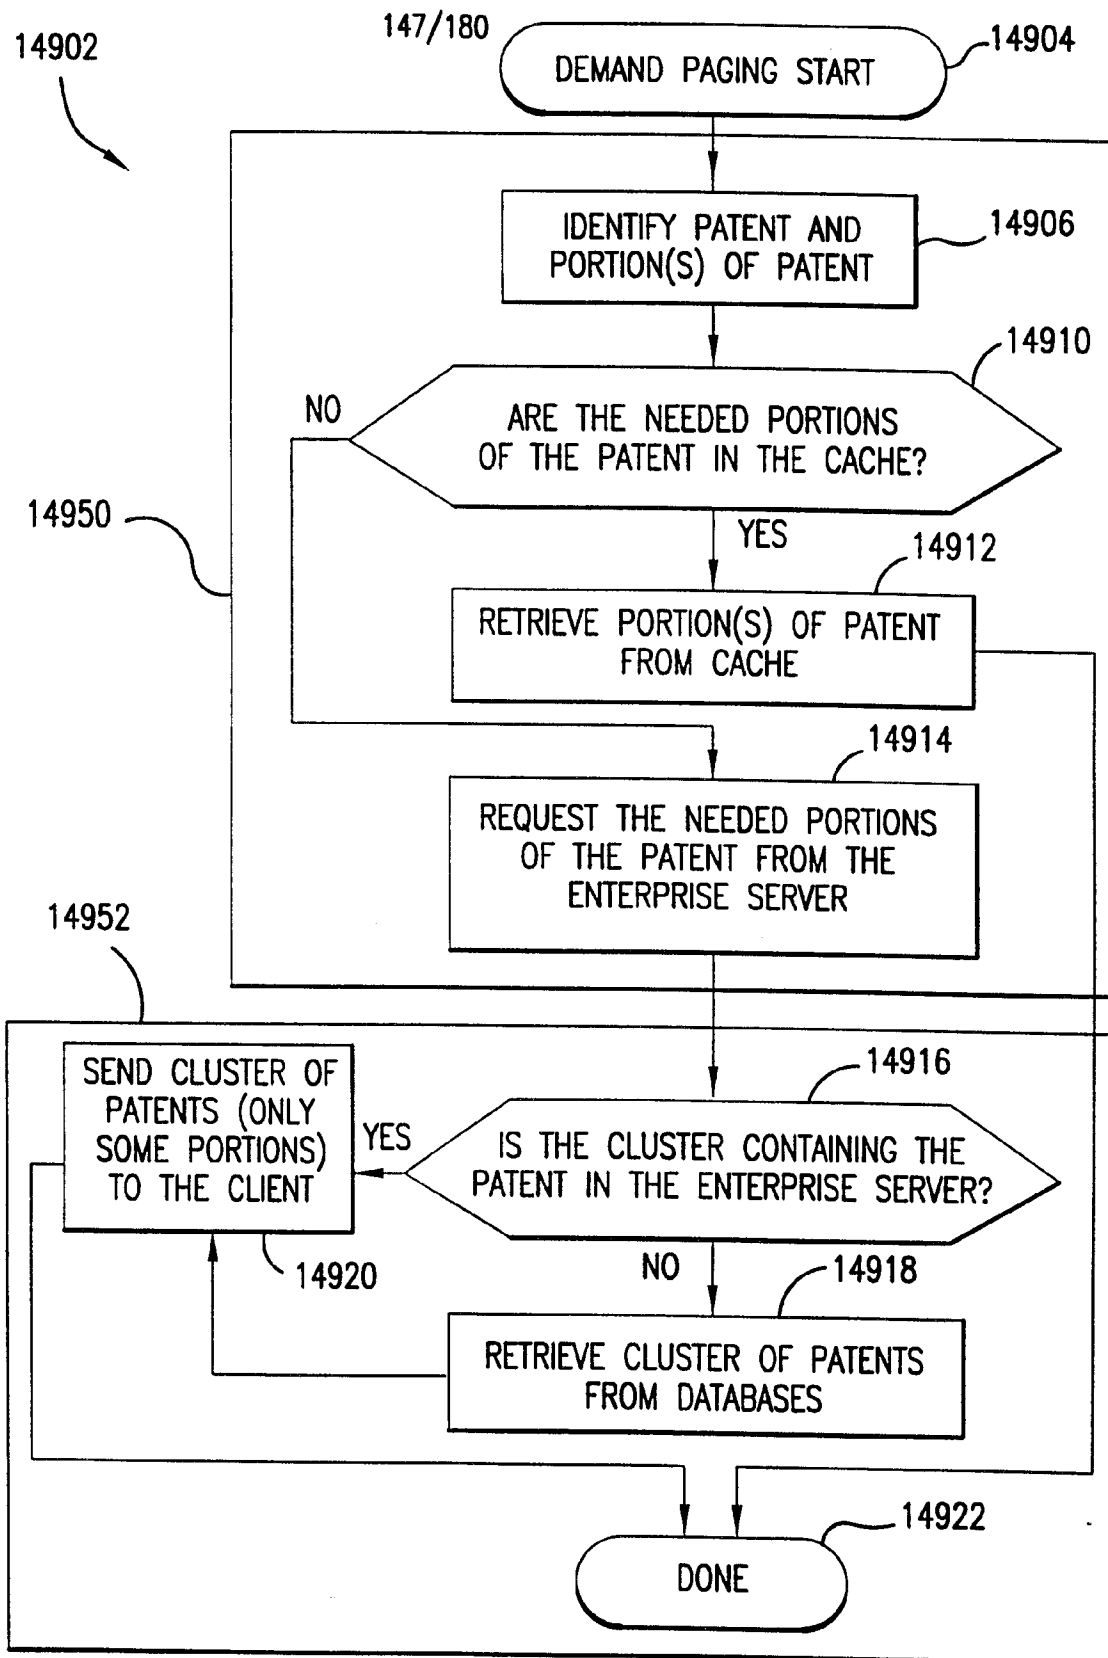 147/180
14902
DEMAND PAGING START
14904
IDENTIFY PATENT AND
PORTION(S) OF PATENT
14906
14910
NO
ARE THE NEEDED PORTIONS
OF THE PATENT IN THE CACHE?
14950
YES
14912
RETRIEVE PORTION(S) OF PATENT
FROM CACHE
14914
REQUEST THE NEEDED PORTIONS
OF THE PATENT FROM THE
ENTERPRISE SERVER
14952
SEND CLUSTER OF
PATENTS (ONLY
SOME PORTIONS)
TO THE CLIENT
14916
YES
IS THE CLUSTER CONTAINING THE
PATENT IN THE ENTERPRISE SERVER?
14920
NO
14918
RETRIEVE CLUSTER OF PATENTS
FROM DATABASES
14922
DONE